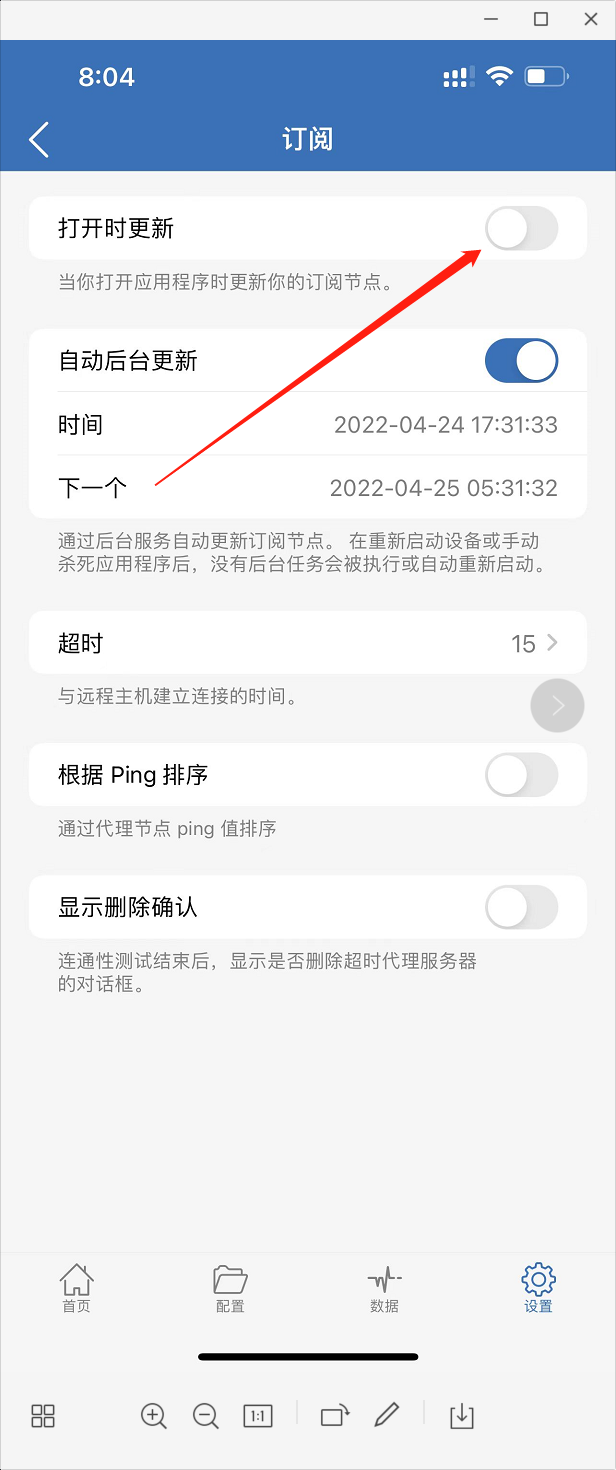 8:04
订阅
打开时更新
当你打开应用程序时更新你的订阅节点。
自动后台更新
时间 2022-04-24 17:31:33
下一个 2022-04-25 05:31:32
通过后台服务自动更新订阅节点。 在重新启动设备或手动
杀死应用程序后，没有后台任务会被执行或自动重新启动。
超时 15
与远程主机建立连接的时间。
根据 Ping 排序
通过代理节点 ping 值排序
显示删除确认
连通性测试结束后，显示是否删除超时代理服务器
的对话框。
首页 配置 数据 设置
1:1